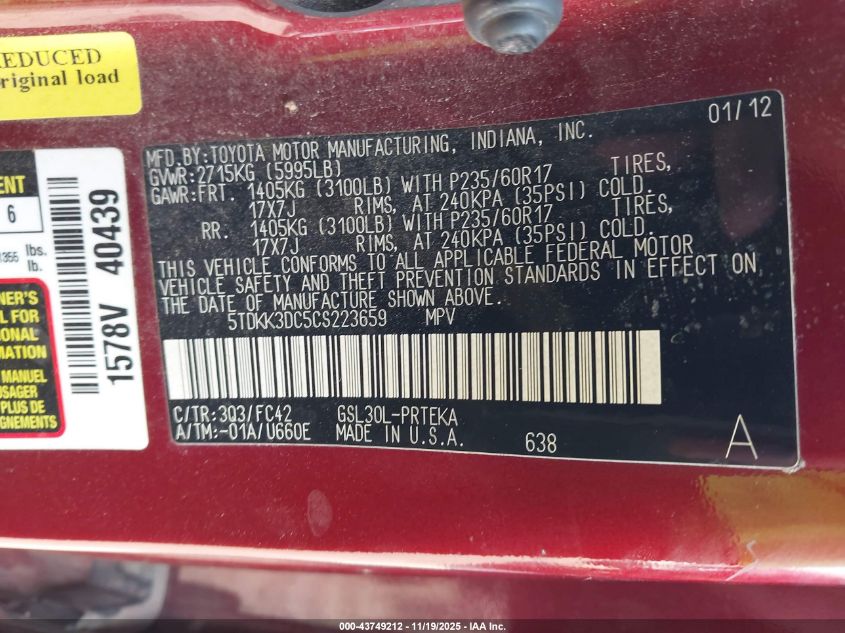 REDUCED
original load
ENT
6
1355 lbs.
lb.
NER'S
L FOR
IONAL
MATION
MANUEL
USAGER
PLUS DE
GNEMENTS
1578V 40439
01/12
MFD.BY:TOYOTA MOTOR MANUFACTURING, INDIANA, INC.
GVWR:2715KG (5995LB)
GAWR:FRT. 1405KG (3100LB) WITH P235/60R17 TIRES,
17X7J RIMS, AT 240KPA (35PSI) COLD.
RR. 1405KG (3100LB) WITH P235/60R17 TIRES,
17X7J RIMS, AT 240KPA (35PSI) COLD.
THIS VEHICLE CONFORMS TO ALL APPLICABLE FEDERAL MOTOR
VEHICLE SAFETY AND THEFT PREVENTION STANDARDS IN EFFECT ON
THE DATE OF MANUFACTURE SHOWN ABOVE.
5TDKK3DC5CS223659 MPV
C/TR:3Q3/FC42 GSL30L-PRTEKA
A/TM:-01A/U660E MADE IN U.S.A. 638 A
000-43749212 - 11/19/2025 - IAA Inc.